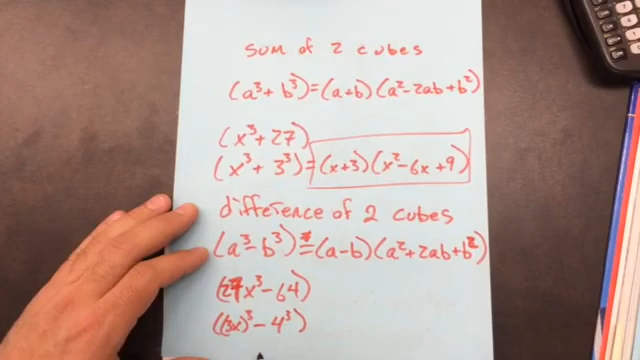 sum of 2 cubes
(a³ + b³) = (a+b)(a² - 2ab + b²)
(x³ + 27)
(x³ + 3³) = (x+3)(x² - 6x + 9)
difference of 2 cubes
(a³ - b³) = (a-b)(a² + 2ab + b²)
(27x³ - 64)
((3x)³ - 4³)